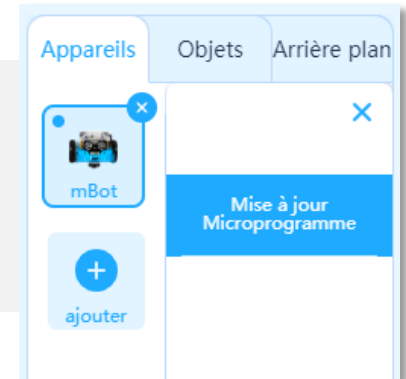 Appareils Objets Arrière plan
mBot
Mise à jour
Microprogramme
ajouter